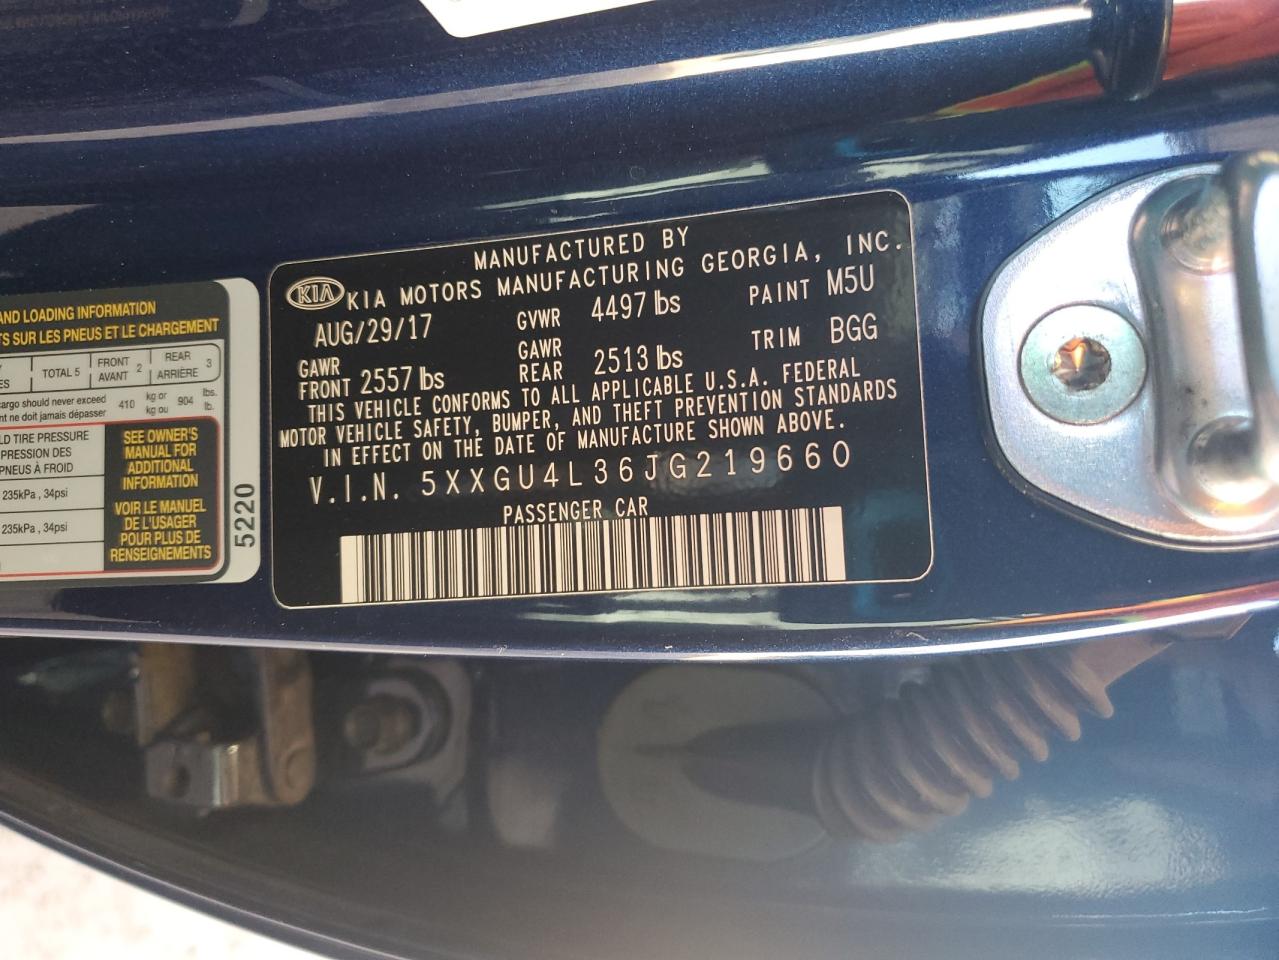 AND LOADING INFORMATION
TS SUR LES PNEUS ET LE CHARGEMENT
TOTAL 5
FRONT
AVANT 2
REAR
ARRIÈRE 3
cargo should never exceed 410 kg or 904 lbs.
nt ne doit jamais dépasser kg ou lb.
LD TIRE PRESSURE
PRESSION DES
PNEUS À FROID
235kPa , 34psi
235kPa , 34psi
SEE OWNER'S
MANUAL FOR
ADDITIONAL
INFORMATION
VOIR LE MANUEL
DE L'USAGER
POUR PLUS DE
RENSEIGNEMENTS
5220
MANUFACTURED BY
KIA KIA MOTORS MANUFACTURING GEORGIA, INC.
AUG/29/17 GVWR 4497 lbs PAINT M5U
GAWR
FRONT 2557 lbs
GAWR
REAR 2513 lbs
TRIM BGG
THIS VEHICLE CONFORMS TO ALL APPLICABLE U.S.A. FEDERAL
MOTOR VEHICLE SAFETY, BUMPER, AND THEFT PREVENTION STANDARDS
IN EFFECT ON THE DATE OF MANUFACTURE SHOWN ABOVE.
V.I.N. 5XXGU4L36JG219660
PASSENGER CAR